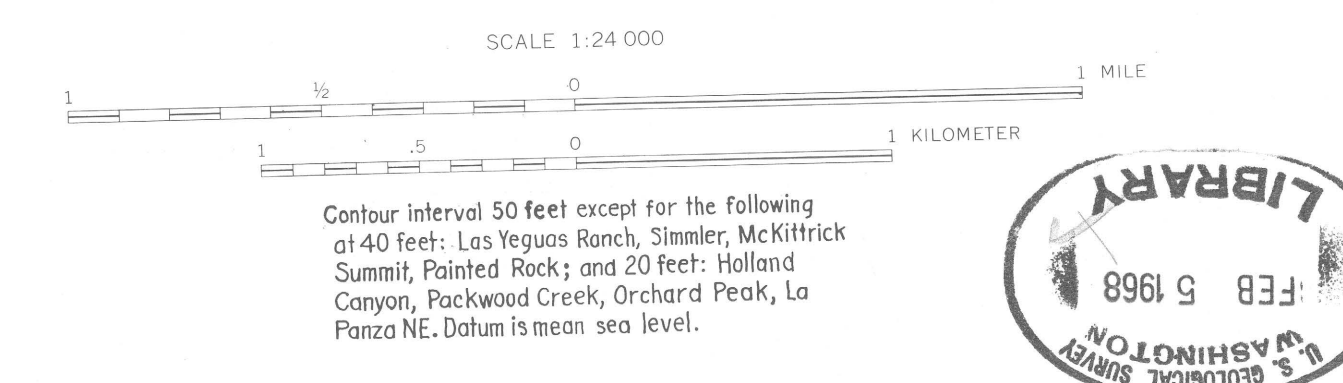 SCALE 1:24 000
1 ½ 0 1 MILE
1 .5 0 1 KILOMETER
Contour interval 50 feet except for the following
at 40 feet: Las Yeguas Ranch, Simmler, McKittrick
Summit, Painted Rock; and 20 feet: Holland
Canyon, Packwood Creek, Orchard Peak, La
Panza NE. Datum is mean sea level.
U. S. GEOLOGICAL SURVEY
WASHINGTON
FEB 5 1968
LIBRARY